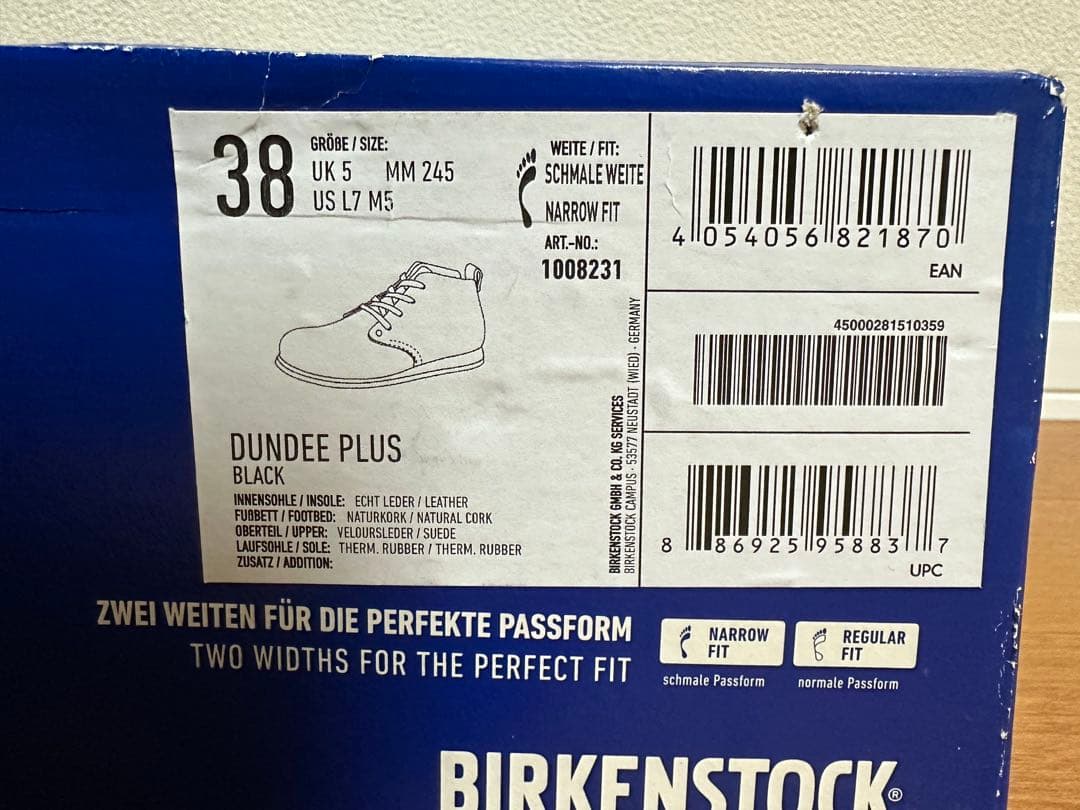 38
GRÖßE / SIZE:
UK 5 MM 245
US L7 M5
WEITE / FIT:
SCHMALE WEITE
NARROW FIT
ART.-NO.:
1008231
DUNDEE PLUS
BLACK
INNENSOHLE / INSOLE: ECHT LEDER / LEATHER
FUßBETT / FOOTBED: NATURKORK / NATURAL CORK
OBERTEIL / UPPER: VELOURSLEDER / SUEDE
LAUFSOHLE / SOLE: THERM. RUBBER / THERM. RUBBER
ZUSATZ / ADDITION:
BIRKENSTOCK GMBH & CO. KG SERVICES
BIRKENSTOCK CAMPUS · 53577 NEUSTADT (WIED) · GERMANY
4 054056 821870
EAN
45000281510359
8 86925 95883 7
UPC
ZWEI WEITEN FÜR DIE PERFEKTE PASSFORM
TWO WIDTHS FOR THE PERFECT FIT
NARROW
FIT
schmale Passform
REGULAR
FIT
normale Passform
BIRKENSTOCK®